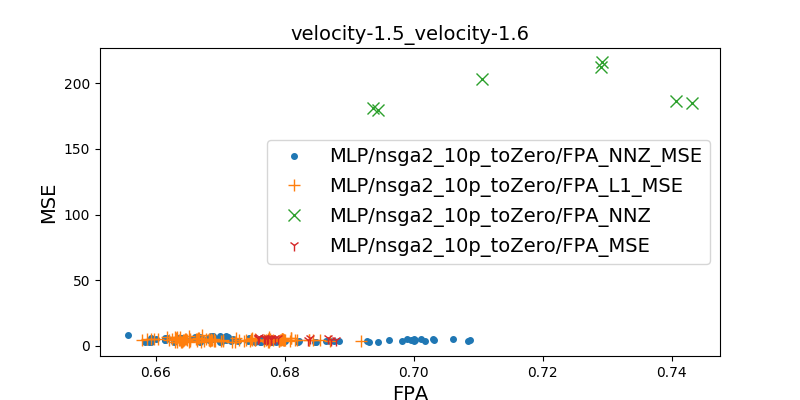 velocity-1.5_velocity-1.6
MSE
200
150
100
50
0
MLP/nsga2_10p_toZero/FPA_NNZ_MSE
MLP/nsga2_10p_toZero/FPA_L1_MSE
MLP/nsga2_10p_toZero/FPA_NNZ
MLP/nsga2_10p_toZero/FPA_MSE
0.66 0.68 0.70 0.72 0.74
FPA